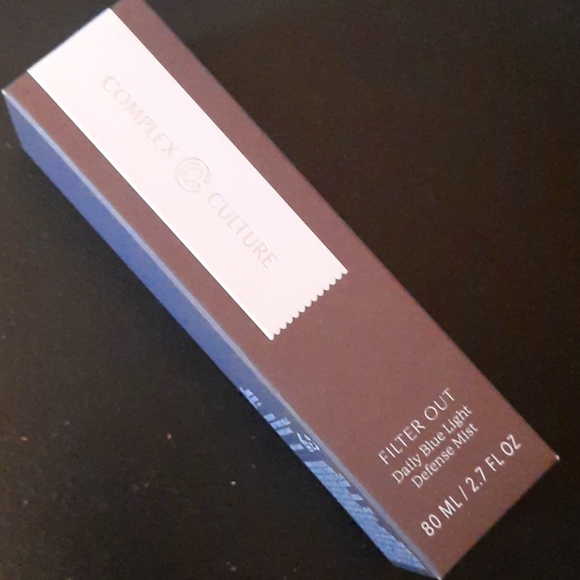 COMPLEX CULTURE
FILTER OUT
Daily Blue Light
Defense Mist
80 ML / 2.7 FL OZ